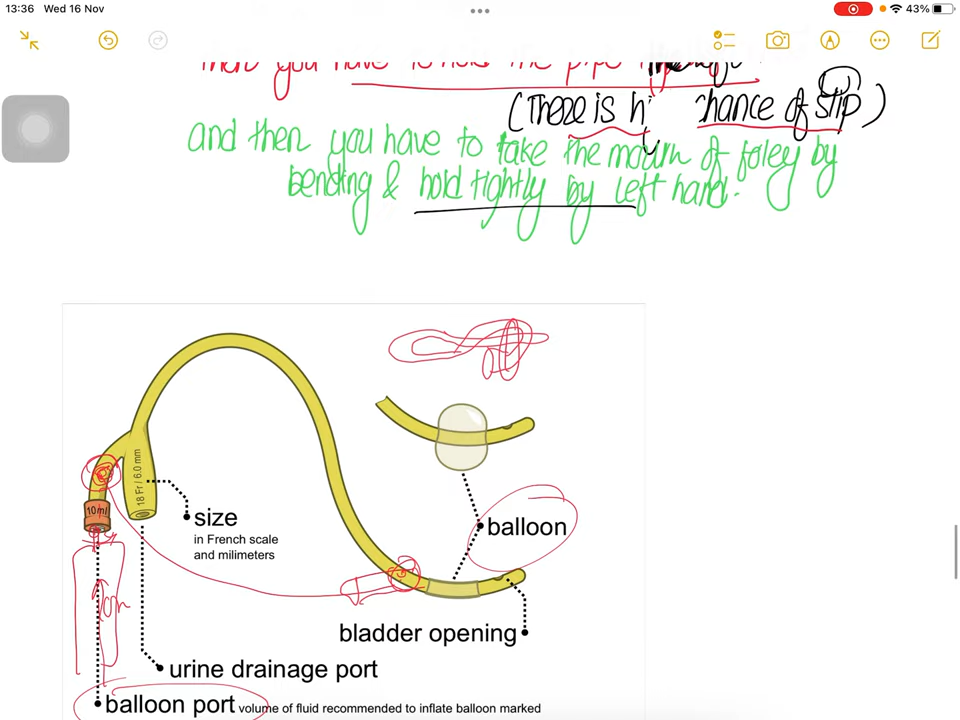 13:36 Wed 16 Nov
43%
then you have to hold the pipe
(There is hi chance of slip)
and then you have to take the mouth of foley by
bending & hold tightly by left hand.
18 Fr / 6.0 mm
10ml
size
in French scale
and milimeters
balloon
bladder opening
urine drainage port
balloon port volume of fluid recommended to inflate balloon marked